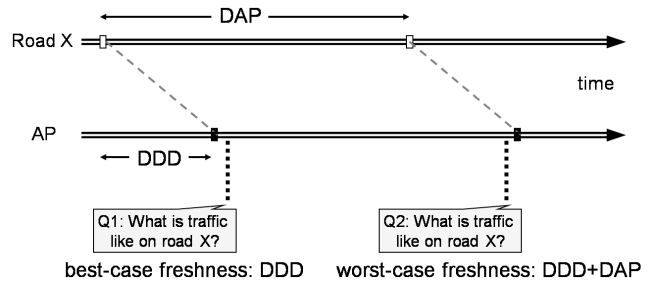 DAP
Road X
time
AP
DDD
Q1: What is traffic
like on road X?
Q2: What is traffic
like on road X?
best-case freshness: DDD
worst-case freshness: DDD+DAP